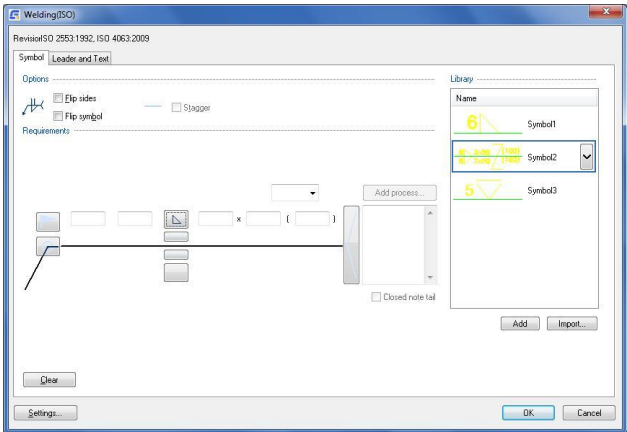 Welding(ISO)
RevisionISO 2553:1992, ISO 4063:2009
Symbol Leader and Text
Options
Flip sides
Flip symbol
Stagger
Requirements
Add process...
x ( )
Closed note tail
Clear
Settings...
Library
Name
6 Symbol1
Symbol2
5 Symbol3
Add Import...
OK Cancel